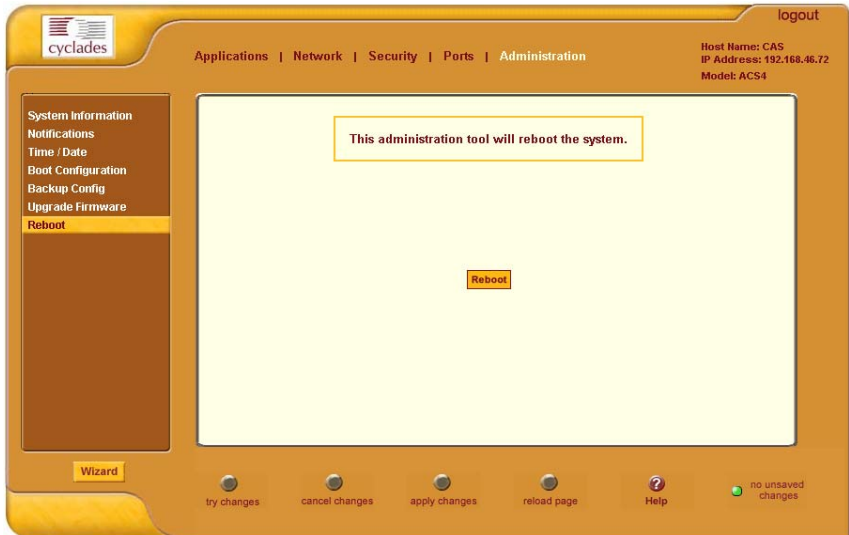 cyclades
logout
Applications | Network | Security | Ports | Administration
Host Name: CAS
IP Address: 192.168.46.72
Model: ACS4
System Information
Notifications
Time / Date
Boot Configuration
Backup Config
Upgrade Firmware
Reboot
This administration tool will reboot the system.
Reboot
Wizard
try changes
cancel changes
apply changes
reload page
?
Help
no unsaved
changes